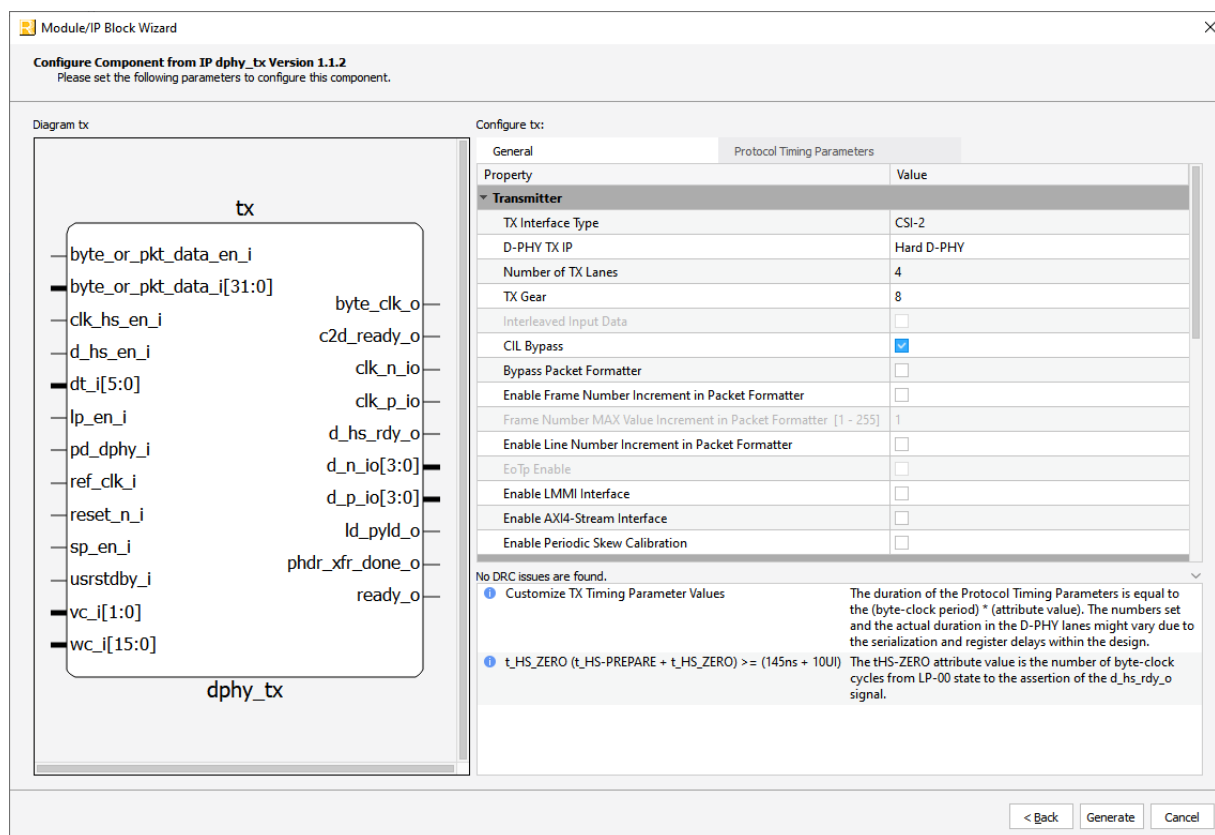 Module/IP Block Wizard
Configure Component from IP dphy_tx Version 1.1.2
Please set the following parameters to configure this component.
Diagram tx
tx
byte_or_pkt_data_en_i
byte_or_pkt_data_i[31:0]
clk_hs_en_i
d_hs_en_i
dt_i[5:0]
lp_en_i
pd_dphy_i
ref_clk_i
reset_n_i
sp_en_i
usrstdby_i
vc_i[1:0]
wc_i[15:0]
byte_clk_o
c2d_ready_o
clk_n_io
clk_p_io
d_hs_rdy_o
d_n_io[3:0]
d_p_io[3:0]
ld_pyld_o
phdr_xfr_done_o
ready_o
dphy_tx
Configure tx:
General Protocol Timing Parameters
Property Value
Transmitter
TX Interface Type CSI-2
D-PHY TX IP Hard D-PHY
Number of TX Lanes 4
TX Gear 8
Interleaved Input Data
CIL Bypass
Bypass Packet Formatter
Enable Frame Number Increment in Packet Formatter
Frame Number MAX Value Increment in Packet Formatter [1 - 255] 1
Enable Line Number Increment in Packet Formatter
EoTp Enable
Enable LMMI Interface
Enable AXI4-Stream Interface
Enable Periodic Skew Calibration
No DRC issues are found.
Customize TX Timing Parameter Values The duration of the Protocol Timing Parameters is equal to
the (byte-clock period) * (attribute value). The numbers set
and the actual duration in the D-PHY lanes might vary due to
the serialization and register delays within the design.
t_HS_ZERO (t_HS-PREPARE + t_HS_ZERO) >= (145ns + 10UI) The tHS-ZERO attribute value is the number of byte-clock
cycles from LP-00 state to the assertion of the d_hs_rdy_o
signal.
< Back Generate Cancel